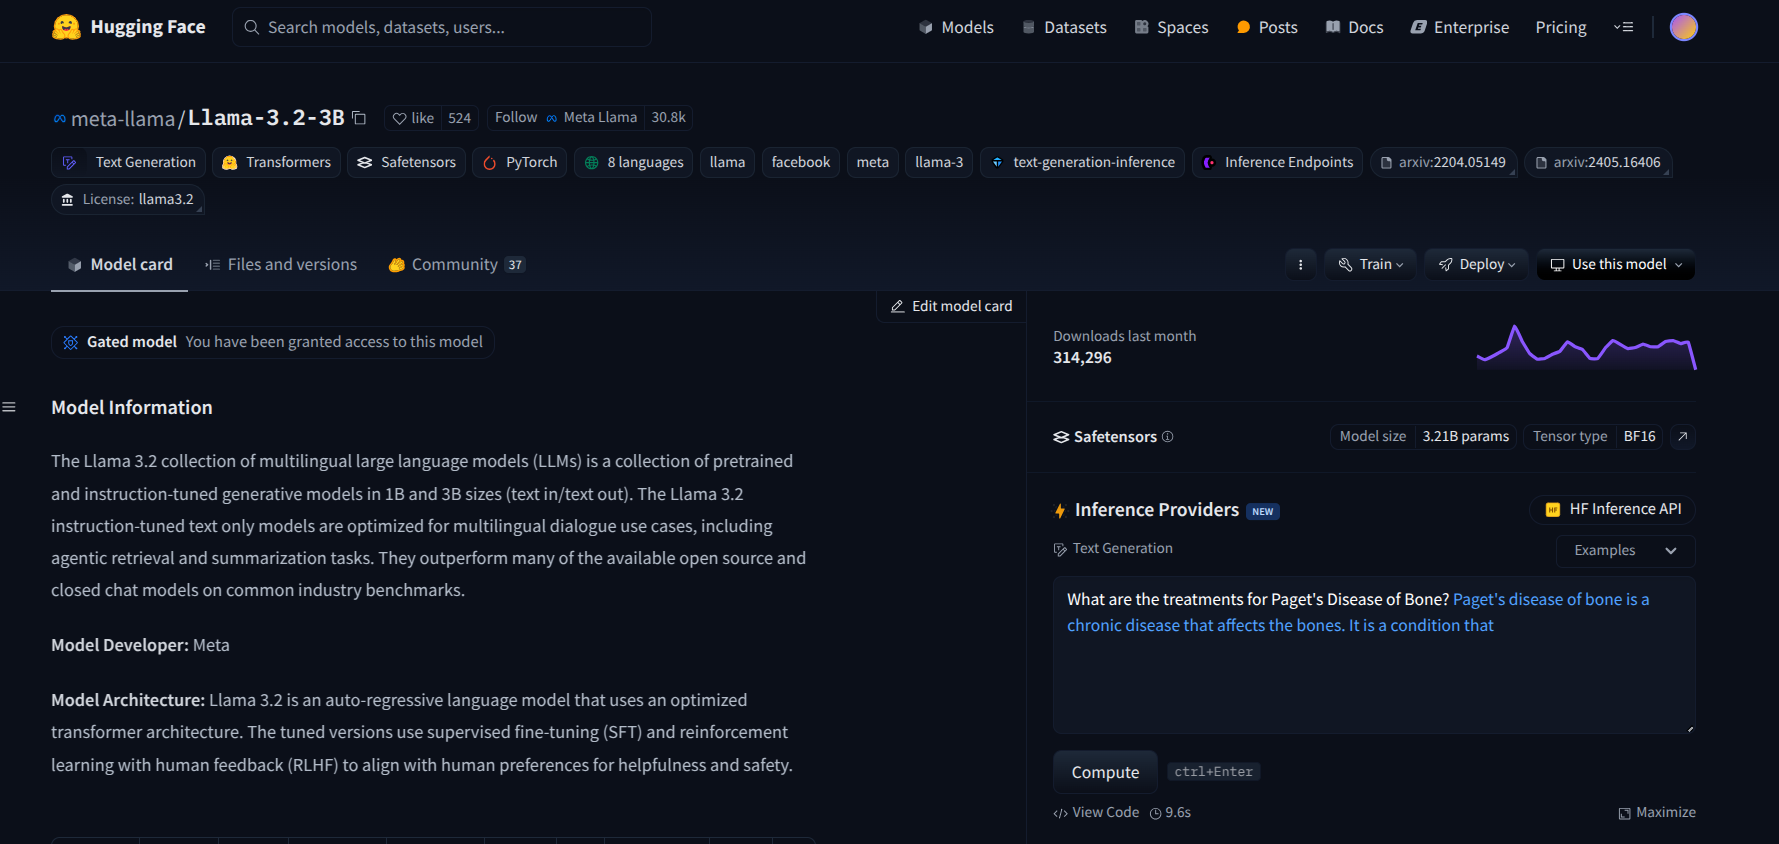 Hugging Face
Search models, datasets, users...
Models
Datasets
Spaces
Posts
Docs
Enterprise
Pricing
meta-llama/Llama-3.2-3B
like 524
Follow Meta Llama 30.8k
Text Generation
Transformers
Safetensors
PyTorch
8 languages
llama
facebook
meta
llama-3
text-generation-inference
Inference Endpoints
arxiv:2204.05149
arxiv:2405.16406
License: llama3.2
Model card
Files and versions
Community 37
Train
Deploy
Use this model
Edit model card
Gated model You have been granted access to this model
Model Information
The Llama 3.2 collection of multilingual large language models (LLMs) is a collection of pretrained
and instruction-tuned generative models in 1B and 3B sizes (text in/text out). The Llama 3.2
instruction-tuned text only models are optimized for multilingual dialogue use cases, including
agentic retrieval and summarization tasks. They outperform many of the available open source and
closed chat models on common industry benchmarks.
Model Developer: Meta
Model Architecture: Llama 3.2 is an auto-regressive language model that uses an optimized
transformer architecture. The tuned versions use supervised fine-tuning (SFT) and reinforcement
learning with human feedback (RLHF) to align with human preferences for helpfulness and safety.
Downloads last month
314,296
Safetensors
Model size 3.21B params
Tensor type BF16
Inference Providers NEW
HF HF Inference API
Text Generation
Examples
What are the treatments for Paget's Disease of Bone? Paget's disease of bone is a
chronic disease that affects the bones. It is a condition that
Compute
ctrl+Enter
</> View Code
9.6s
Maximize